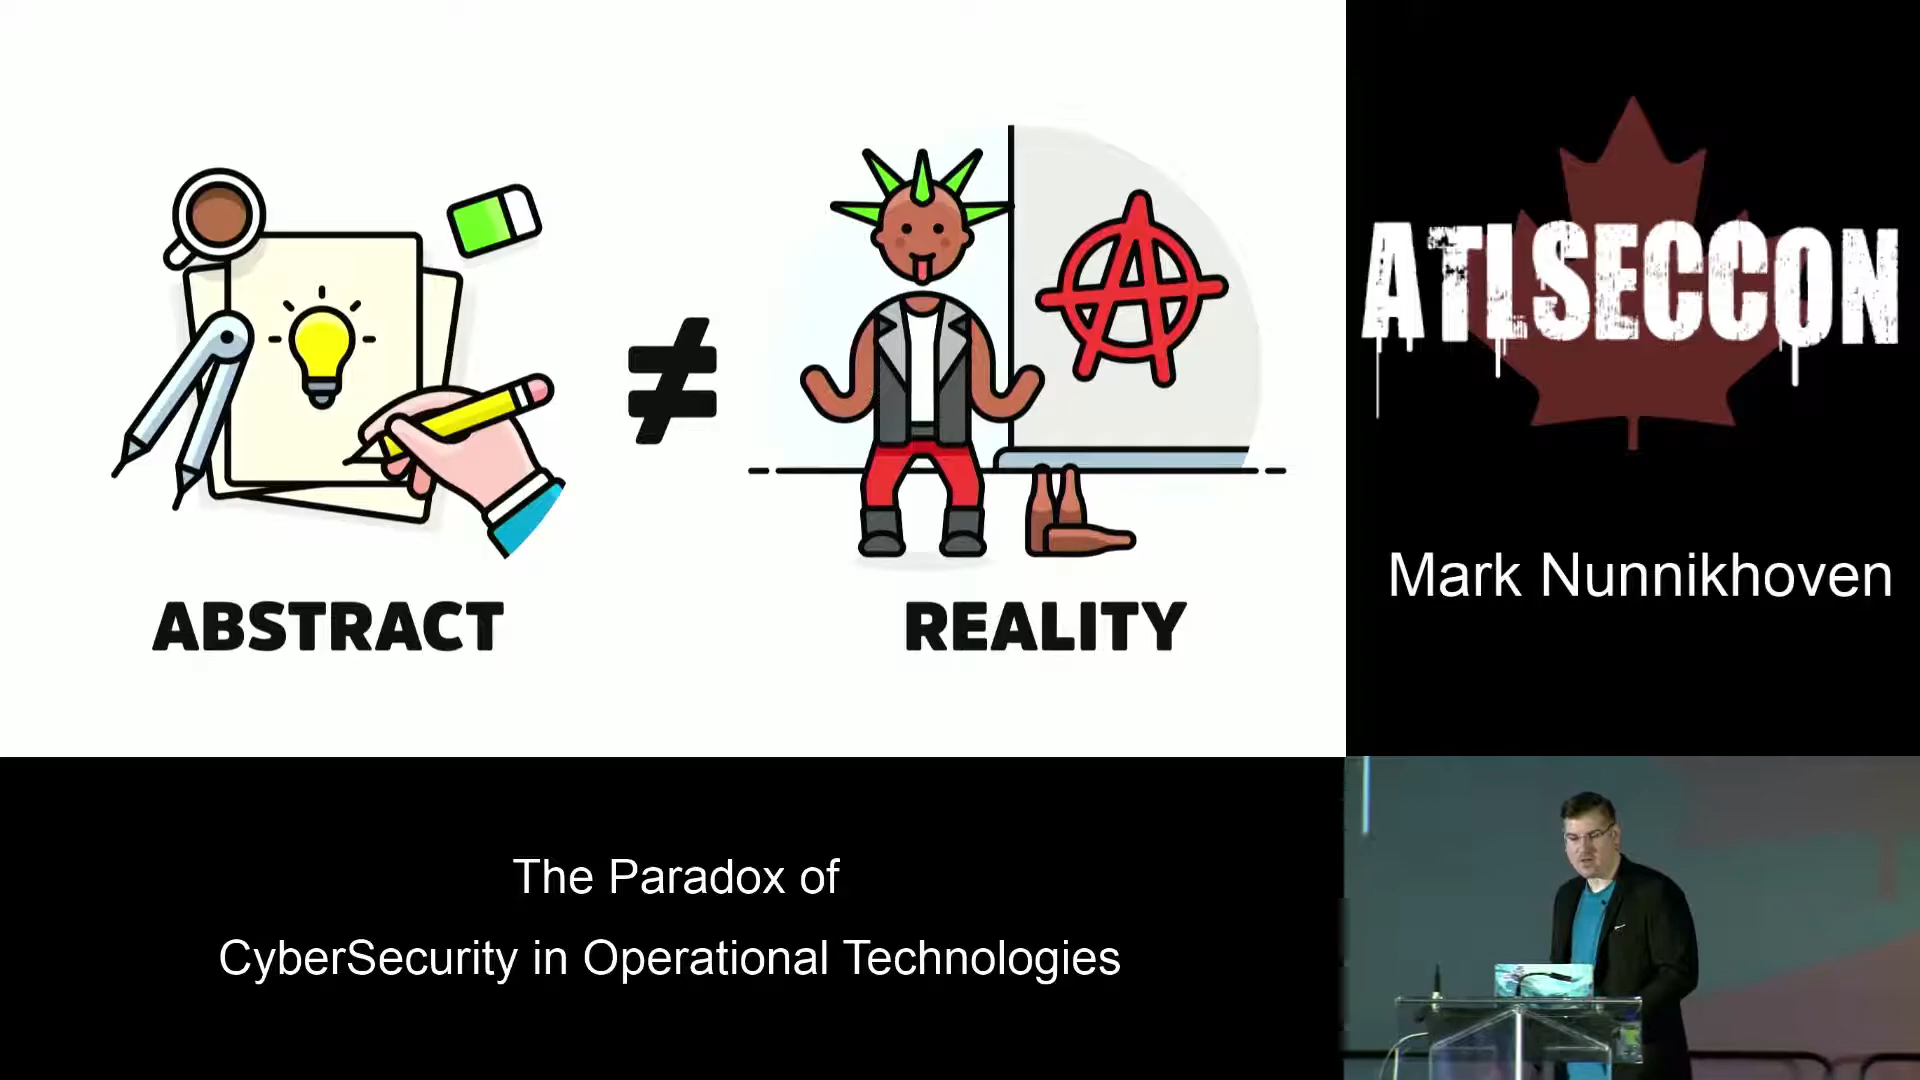 ABSTRACT
≠
REALITY
ATLSECCON
Mark Nunnikhoven
The Paradox of
CyberSecurity in Operational Technologies